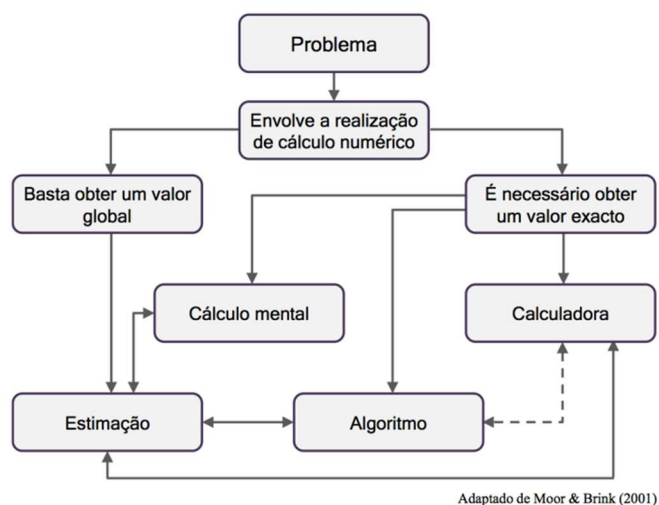 Problema
Envolve a realização
de cálculo numérico
Basta obter um valor
global
É necessário obter
um valor exacto
Cálculo mental
Calculadora
Estimação
Algoritmo
Adaptado de Moor & Brink (2001)